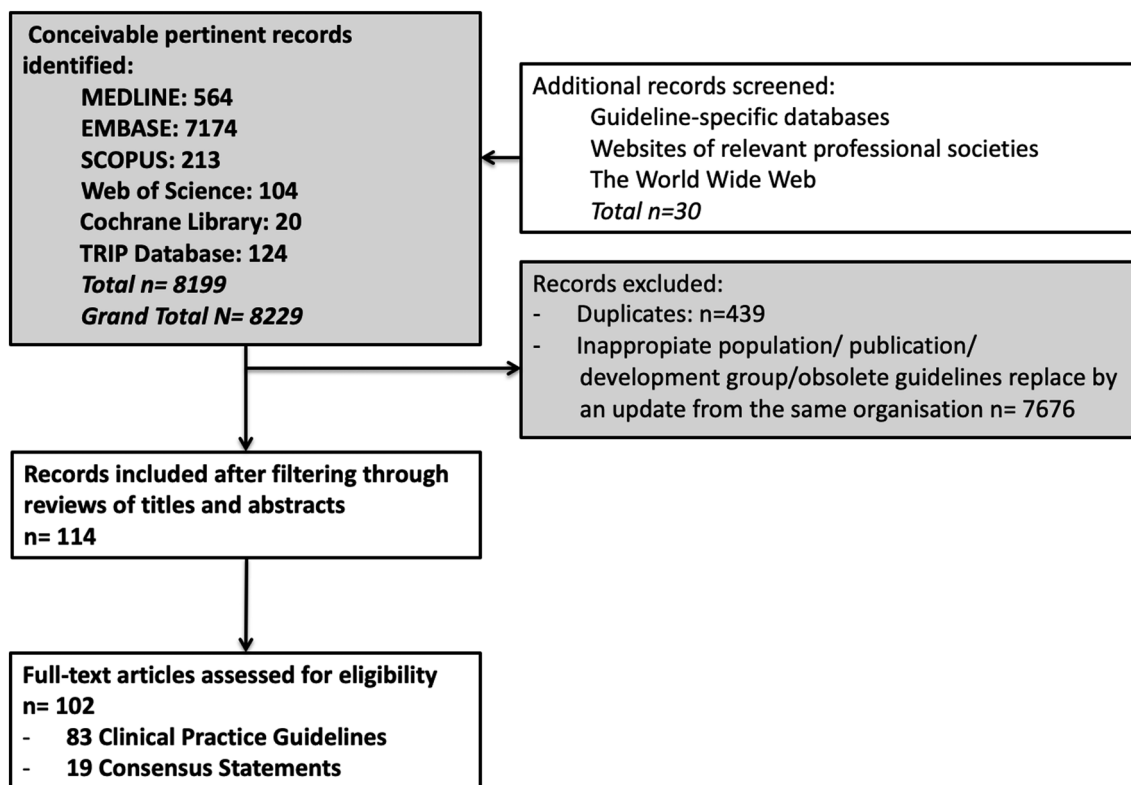 Conceivable pertinent records
identified:
MEDLINE: 564
EMBASE: 7174
SCOPUS: 213
Web of Science: 104
Cochrane Library: 20
TRIP Database: 124
Total n= 8199
Grand Total N= 8229
Additional records screened:
Guideline-specific databases
Websites of relevant professional societies
The World Wide Web
Total n=30
Records excluded:
- Duplicates: n=439
- Inappropiate population/ publication/
development group/obsolete guidelines replace by
an update from the same organisation n= 7676
Records included after filtering through
reviews of titles and abstracts
n= 114
Full-text articles assessed for eligibility
n= 102
- 83 Clinical Practice Guidelines
- 19 Consensus Statements